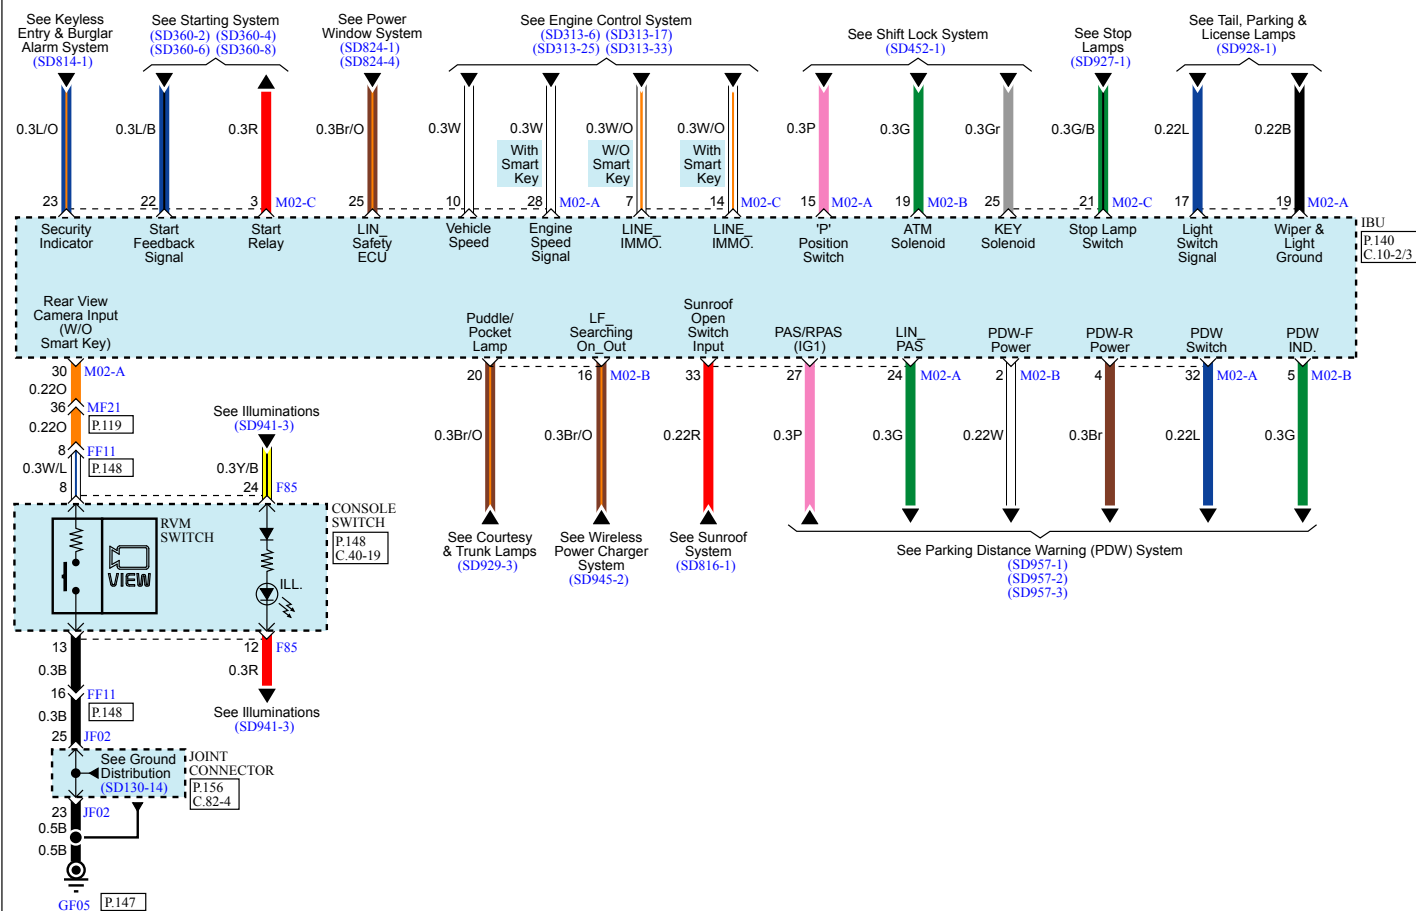 See Keyless
Entry & Burglar
Alarm System
(SD814-1)
See Starting System
(SD360-2) (SD360-4)
(SD360-6) (SD360-8)
See Power
Window System
(SD824-1)
(SD824-4)
See Engine Control System
(SD313-6) (SD313-17)
(SD313-25) (SD313-33)
See Shift Lock System
(SD452-1)
See Stop
Lamps
(SD927-1)
See Tail, Parking &
License Lamps
(SD928-1)
0.3L/O 0.3L/B 0.3R 0.3Br/O 0.3W 0.3W 0.3W/O 0.3W/O 0.3P 0.3G 0.3Gr 0.3G/B 0.22L 0.22B
With
Smart
Key
W/O
Smart
Key
With
Smart
Key
23 22 3 M02-C 25 10 28 M02-A 7 14 M02-C 15 M02-A 19 M02-B 25 21 M02-C 17 19 M02-A
Security
Indicator
Start
Feedback
Signal
Start
Relay
LIN_
Safety
ECU
Vehicle
Speed
Engine
Speed
Signal
LINE_
IMMO.
LINE_
IMMO.
'P'
Position
Switch
ATM
Solenoid
KEY
Solenoid
Stop Lamp
Switch
Light
Switch
Signal
Wiper &
Light
Ground
IBU
P.140
C.10-2/3
Rear View
Camera Input
(W/O
Smart Key)
Puddle/
Pocket
Lamp
LF_
Searching
On_Out
Sunroof
Open
Switch
Input
PAS/RPAS
(IG1)
LIN_
PAS
PDW-F
Power
PDW-R
Power
PDW
Switch
PDW
IND.
30 M02-A 20 16 M02-B 33 27 24 M02-A 2 M02-B 4 32 M02-A 5 M02-B
0.22O
36 MF21
P.119
0.22O
8 FF11
P.148
0.3W/L
8
See Illuminations
(SD941-3)
0.3Y/B
24 F85
0.3Br/O 0.3Br/O 0.22R 0.3P 0.3G 0.22W 0.3Br 0.22L 0.3G
CONSOLE
SWITCH
P.148
C.40-19
RVM
SWITCH
VIEW
ILL.
See Courtesy
& Trunk Lamps
(SD929-3)
See Wireless
Power Charger
System
(SD945-2)
See Sunroof
System
(SD816-1)
See Parking Distance Warning (PDW) System
(SD957-1)
(SD957-2)
(SD957-3)
13 12 F85
0.3B 0.3R
16 FF11
P.148
0.3B
See Illuminations
(SD941-3)
25 JF02
See Ground
Distribution
(SD130-14)
JOINT
CONNECTOR
P.156
C.82-4
23 JF02
0.5B
0.5B
GF05 P.147